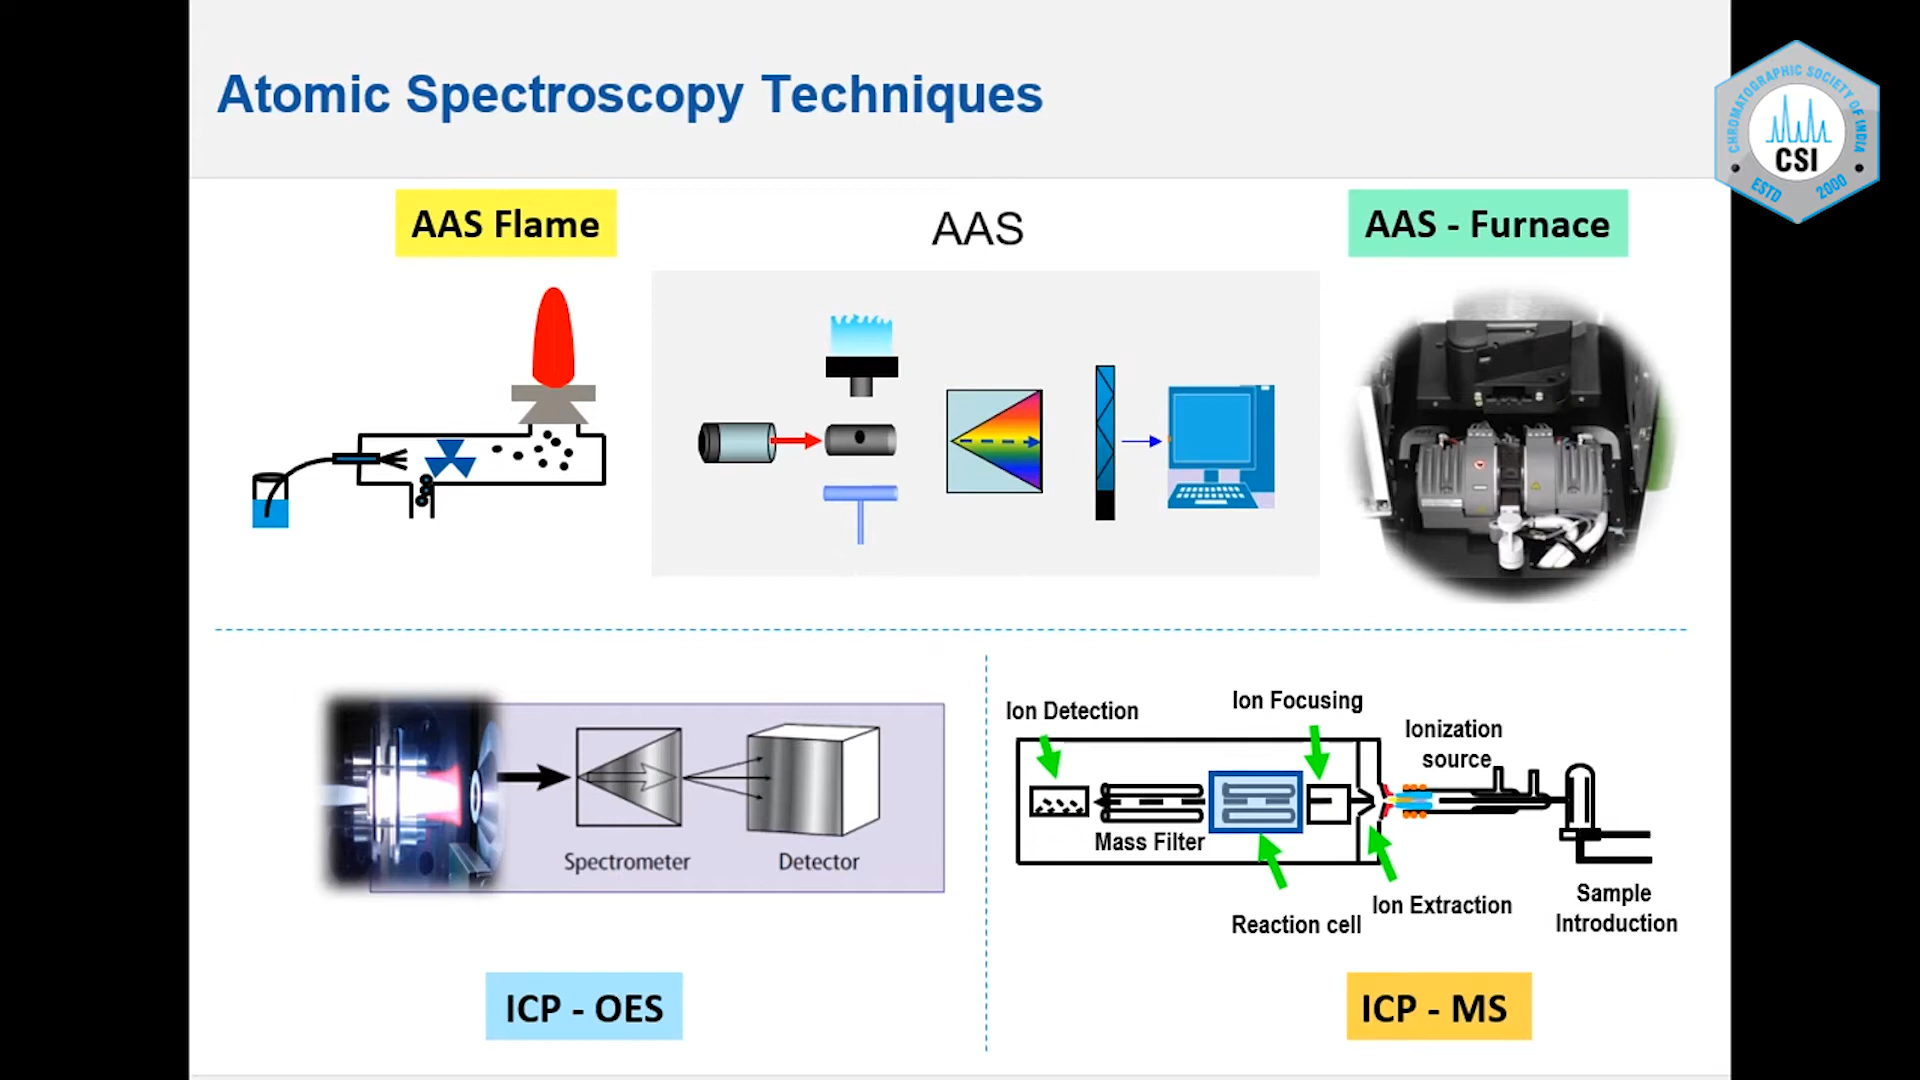 Atomic Spectroscopy Techniques
CHROMATOGRAPHIC SOCIETY OF INDIA
CSI
ESTD 2000
AAS Flame
AAS
AAS - Furnace
Spectrometer
Detector
ICP - OES
Ion Detection
Ion Focusing
Ionization
source
Mass Filter
Reaction cell
Ion Extraction
Sample
Introduction
ICP - MS